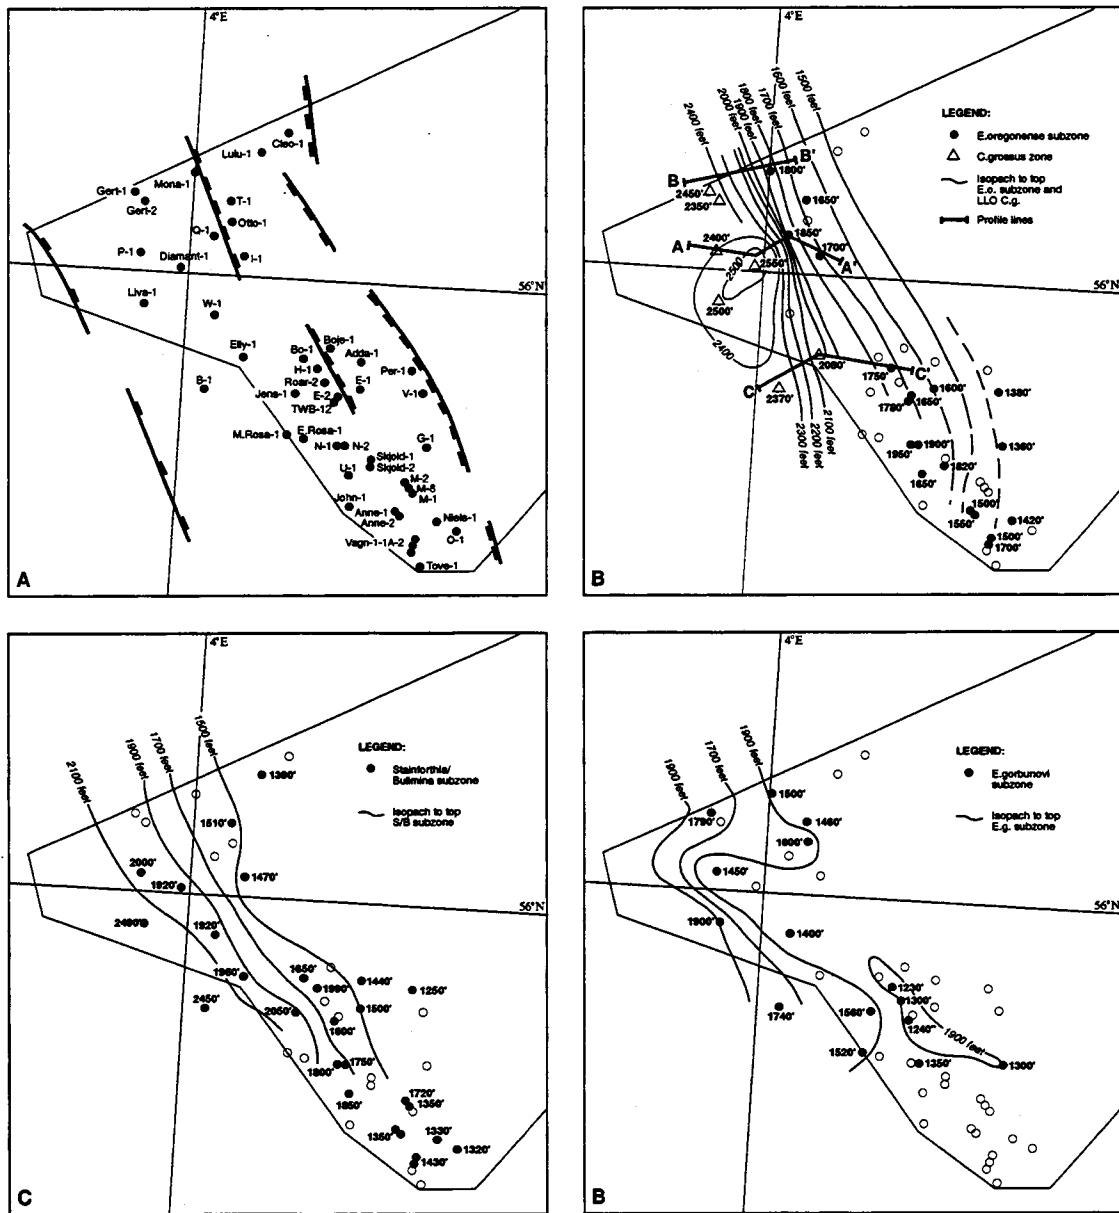 4°E
Cleo-1
Lulu-1
Mona-1
Gert-1
Gert-2
T-1
Otto-1
Q-1
P-1
I-1
Diamant-1
56°N
Liva-1
W-1
Elly-1
Boje-1
Bo-1
Adda-1
H-1
Per-1
Roar-2
B-1
Jens-1
E-1
E-2
V-1
TWB-12
M.Rosa-1
E.Rosa-1
N-1
N-2
G-1
Skjold-1
Skjold-2
U-1
M-2
M-8
M-1
John-1
Anne-1
Anne-2
Niels-1
O-1
Vagn-1-1A-2
Tove-1
A
4°E
1500 feet
1600 feet
1700 feet
1800 feet
1900 feet
2000 feet
2400 feet
LEGEND:
E.oregonense subzone
C.grossus zone
Isopach to top
E.o. subzone and
LLO C.g.
Profile lines
B
B'
1800'
2450'
2350'
1650'
1850'
A
2400'
1700'
A'
2550'
2500
56°N
2500'
2400
2080'
C
C'
1750'
2370'
1600'
1380'
1780'
1650'
2100 feet
2200 feet
2300 feet
1950'
1900'
1380'
1820'
1650'
1500'
1550'
1420'
1500'
1700'
B
4°E
1500 feet
1700 feet
1900 feet
2100 feet
LEGEND:
Stainforthia/
Bulimina subzone
Isopach to top
S/B subzone
1380'
1510'
2000'
1920'
1470'
56°N
2490'
1920'
1960'
1650'
1990'
1440'
1250'
2450'
2050'
1500'
1600'
1800'
1750'
1850'
1720'
1350'
1350'
1330'
1320'
1430'
C
4°E
1900 feet
1700 feet
1900 feet
LEGEND:
E.gorbunovi
subzone
Isopach to top
E.g. subzone
1500'
1790'
1460'
1600'
1450'
56°N
1900'
1400'
1230'
1300'
1740'
1560'
1240'
1900 feet
1520'
1350'
1300'
B